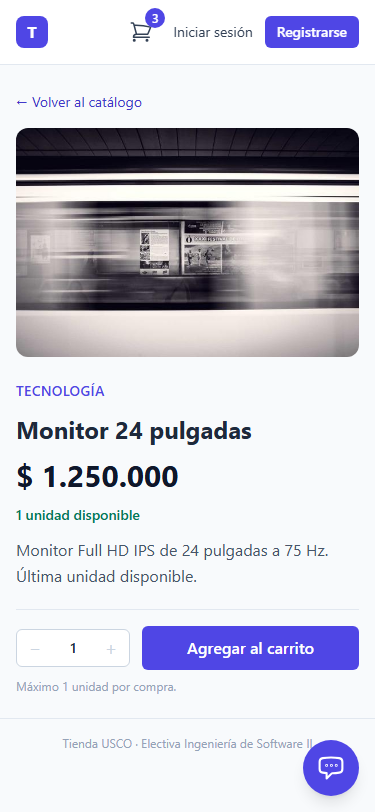 T
3
Iniciar sesión
Registrarse
← Volver al catálogo
TECNOLOGÍA
Monitor 24 pulgadas
$ 1.250.000
1 unidad disponible
Monitor Full HD IPS de 24 pulgadas a 75 Hz.
Última unidad disponible.
− 1 +
Agregar al carrito
Máximo 1 unidad por compra.
Tienda USCO · Electiva Ingeniería de Software II